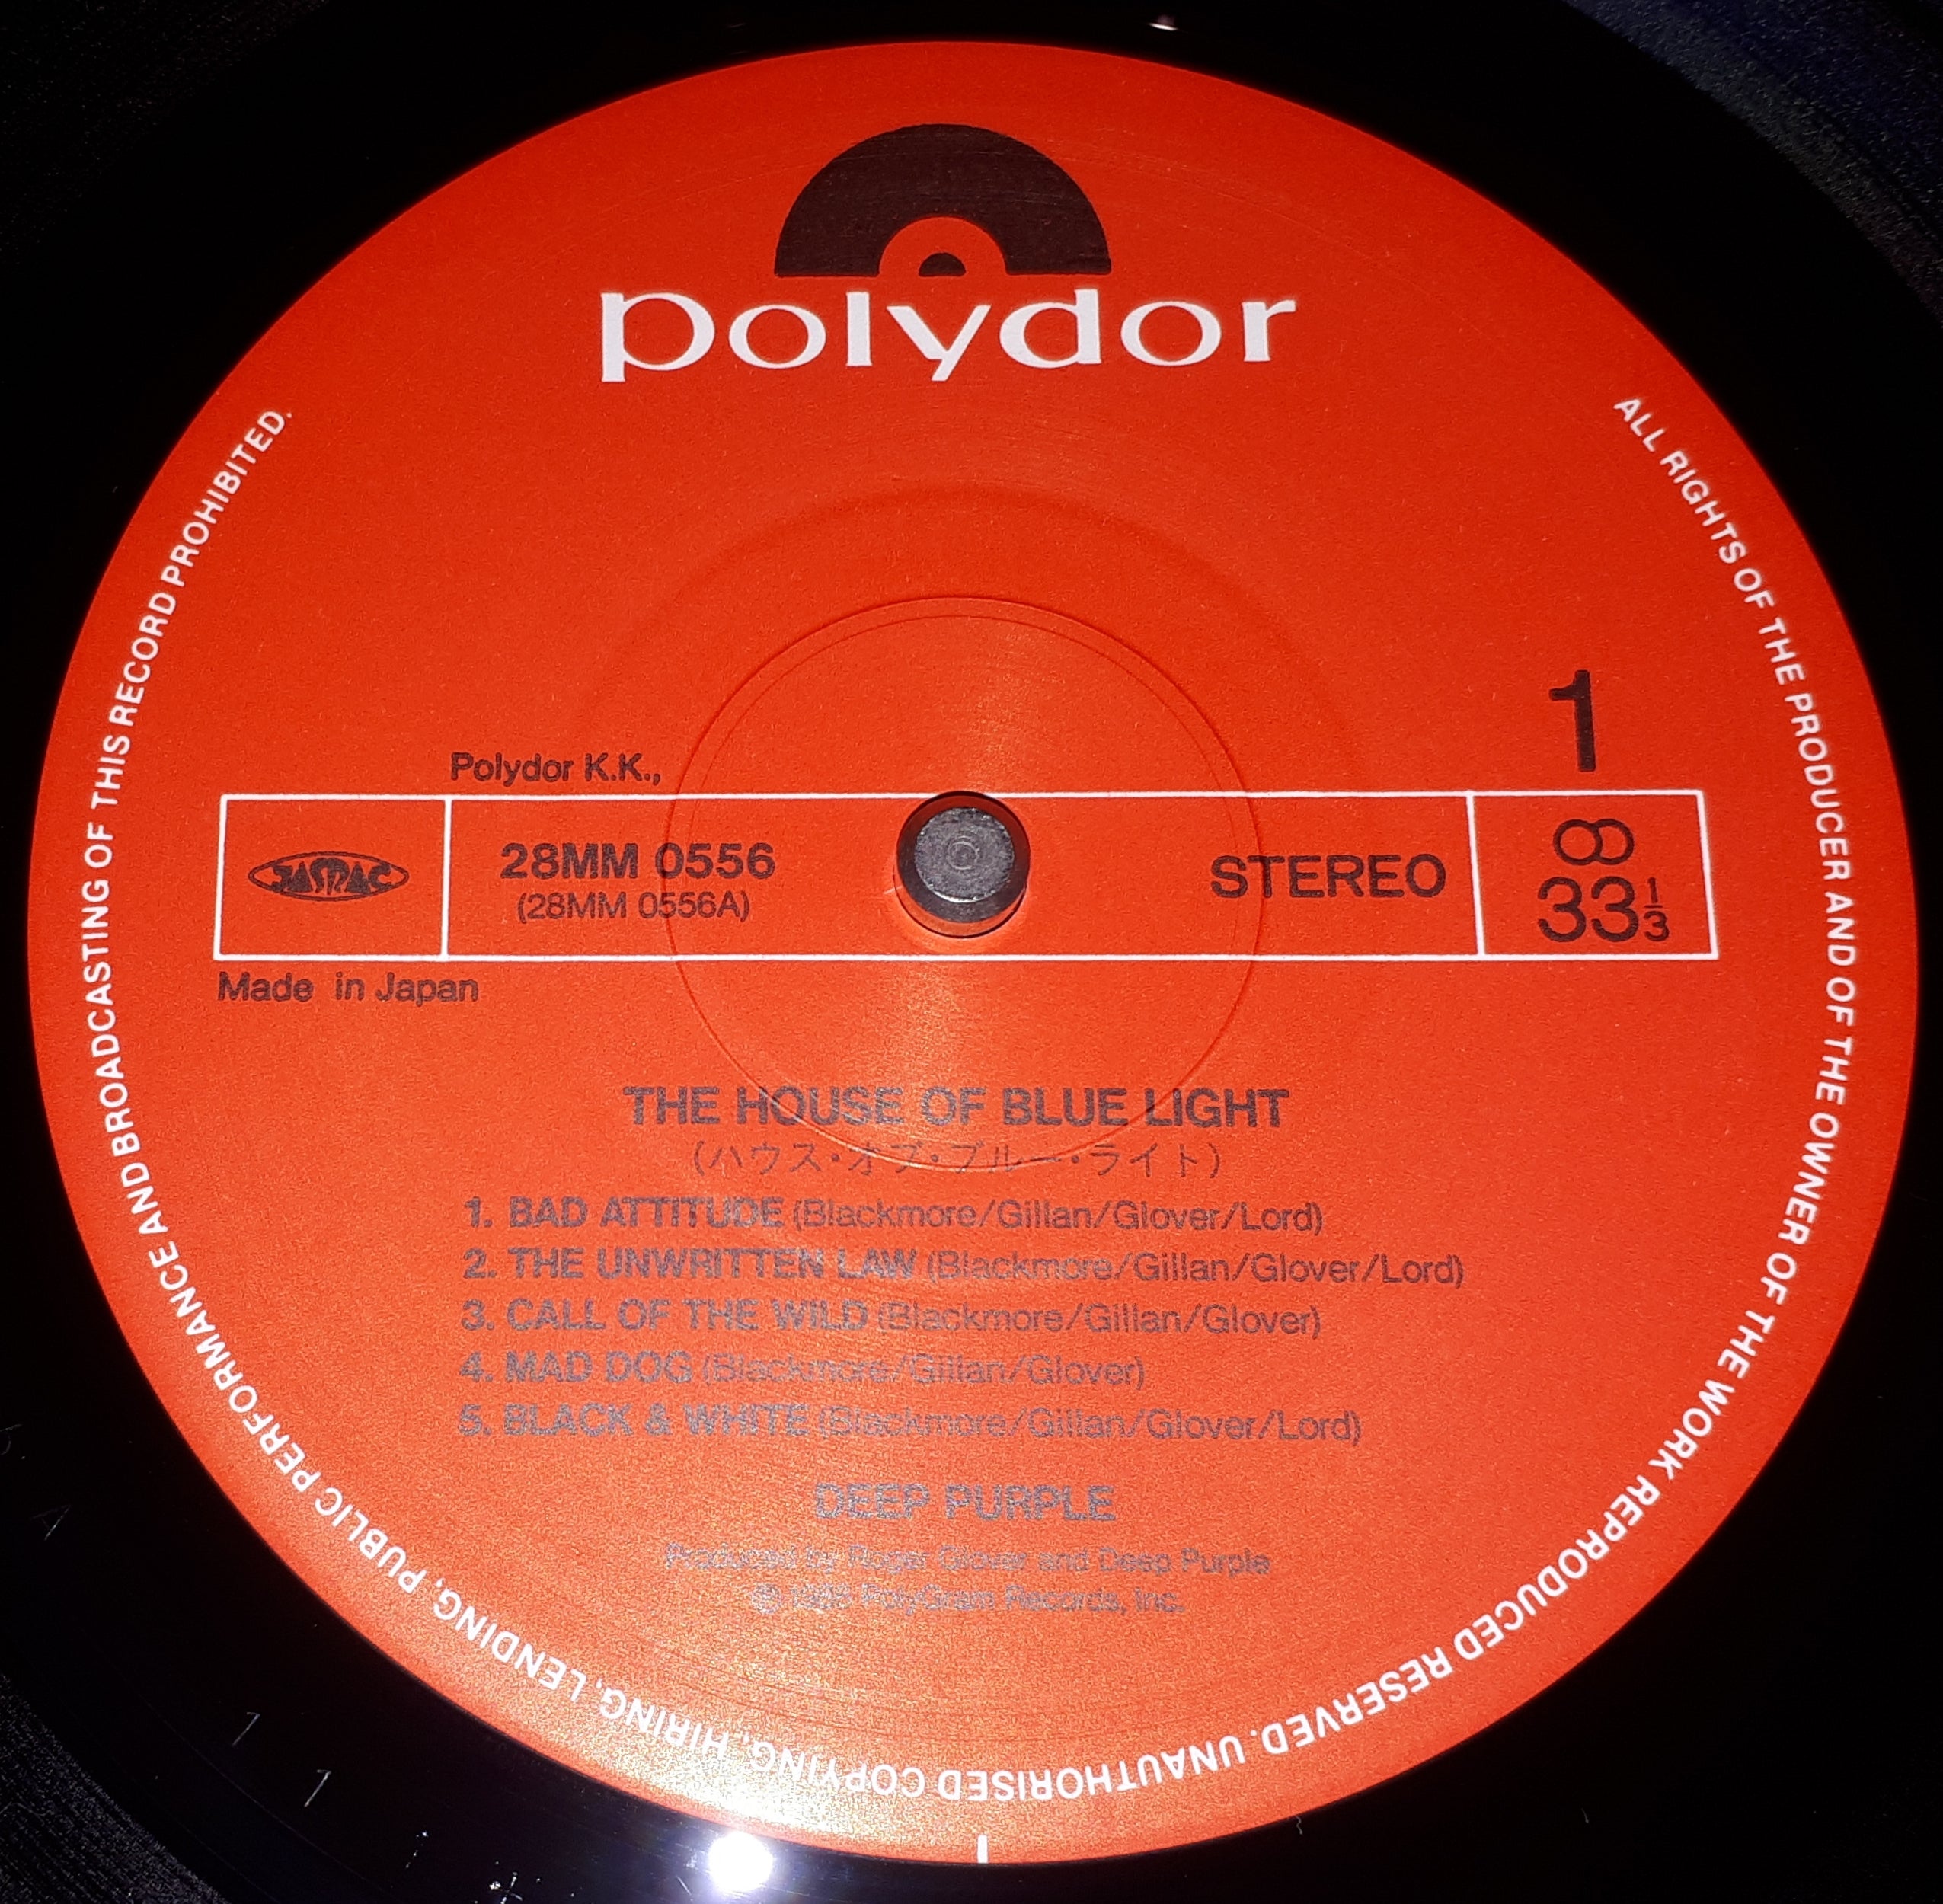 polydor
1
Polydor K.K.,
JASRAC
28MM 0556
(28MM 0556A)
STEREO
33 1/3
Made in Japan
THE HOUSE OF BLUE LIGHT
(ハウス・オブ・ブルー・ライト)
1. BAD ATTITUDE (Blackmore/Gillan/Glover/Lord)
2. THE UNWRITTEN LAW (Blackmore/Gillan/Glover/Lord)
3. CALL OF THE WILD (Blackmore/Gillan/Glover)
4. MAD DOG (Blackmore/Gillan/Glover)
5. BLACK & WHITE (Blackmore/Gillan/Glover/Lord)
DEEP PURPLE
Produced by Roger Glover and Deep Purple
PolyGram Records, Inc.
ALL RIGHTS OF THE PRODUCER AND OF THE OWNER OF THE WORK REPRODUCED RESERVED. UNAUTHORISED COPYING, HIRING, LENDING, PUBLIC PERFORMANCE AND BROADCASTING OF THIS RECORD PROHIBITED.